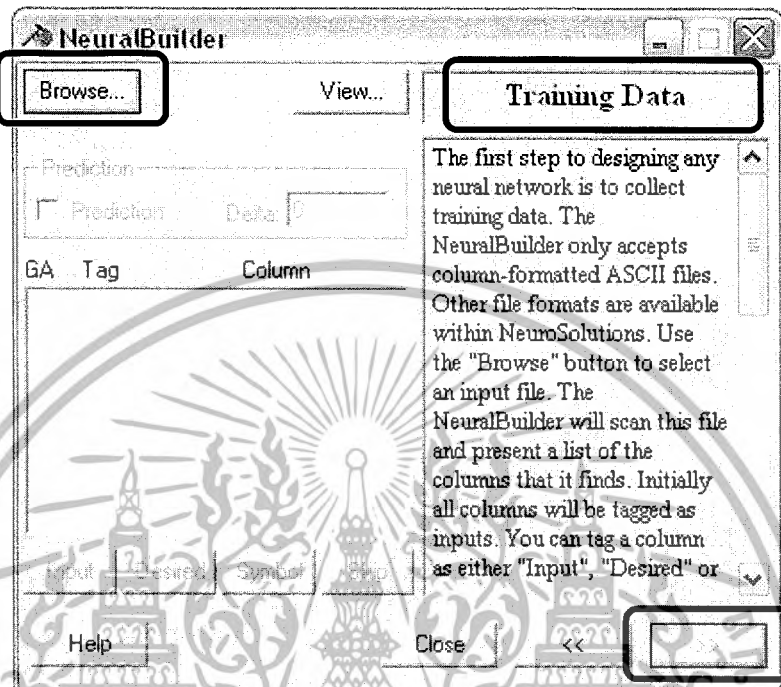 NeuralBuilder
Browse...
View...
Training Data
Prediction
Prediction
Delta: 0
GA Tag Column
The first step to designing any
neural network is to collect
training data. The
NeuralBuilder only accepts
column-formatted ASCII files.
Other file formats are available
within NeuroSolutions. Use
the "Browse" button to select
an input file. The
NeuralBuilder will scan this file
and present a list of the
columns that it finds. Initially
all columns will be tagged as
inputs. You can tag a column
as either "Input", "Desired" or
Input Desired Symbol Skip
Help Close << >>